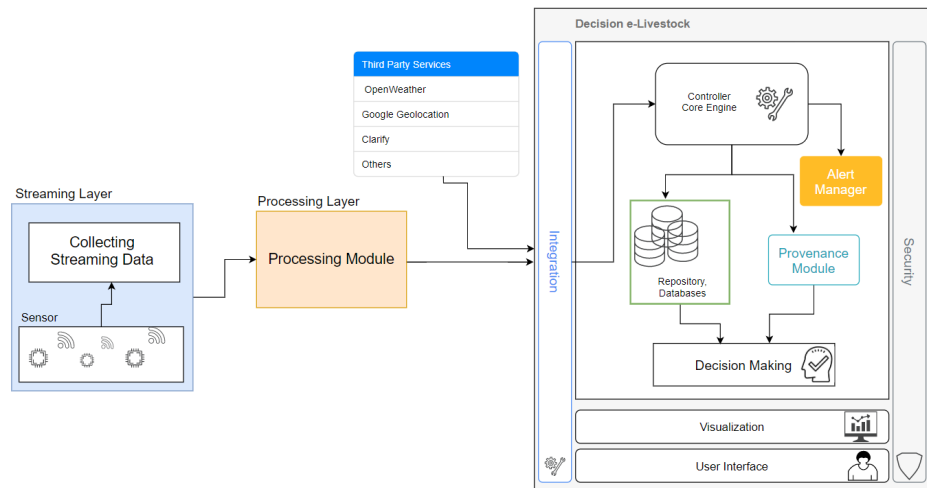 Decision e-Livestock
Third Party Services
OpenWeather
Google Geolocation
Clarify
Others
Controller
Core Engine
Alert
Manager
Streaming Layer
Collecting
Streaming Data
Sensor
Processing Layer
Processing Module
Integration
Repository,
Databases
Provenance
Module
Security
Decision Making
Visualization
User Interface